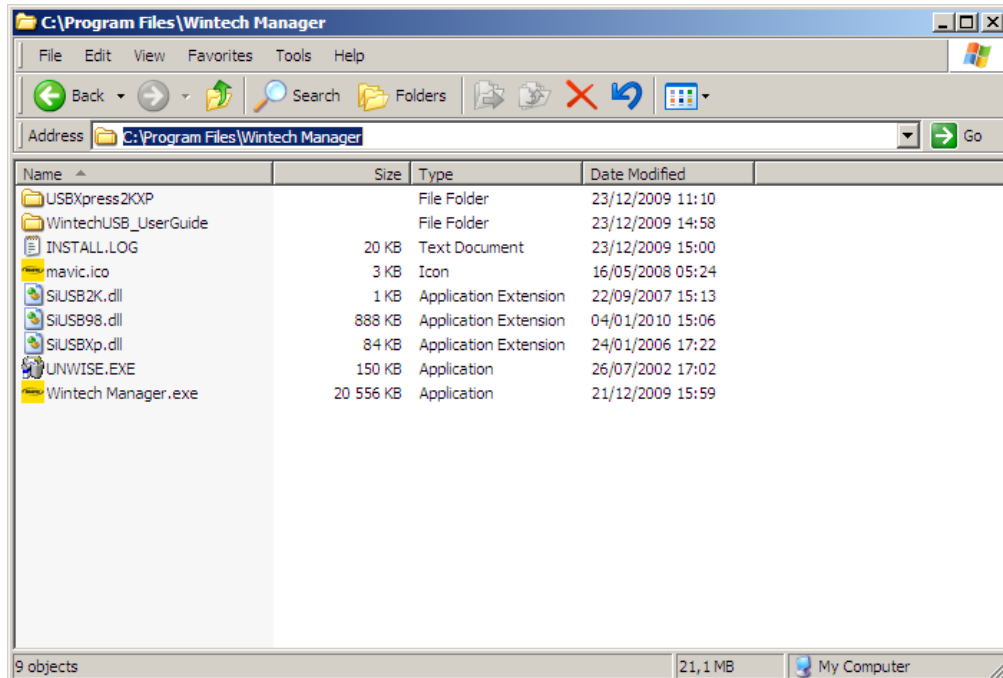 C:\Program Files\Wintech Manager
File Edit View Favorites Tools Help
Back Search Folders
Address C:\Program Files\Wintech Manager Go
Name Size Type Date Modified
USBXpress2KXP File Folder 23/12/2009 11:10
WintechUSB_UserGuide File Folder 23/12/2009 14:58
INSTALL.LOG 20 KB Text Document 23/12/2009 15:00
mavic.ico 3 KB Icon 16/05/2008 05:24
SiUSB2K.dll 1 KB Application Extension 22/09/2007 15:13
SiUSB98.dll 888 KB Application Extension 04/01/2010 15:06
SiUSBXp.dll 84 KB Application Extension 24/01/2006 17:22
UNWISE.EXE 150 KB Application 26/07/2002 17:02
Wintech Manager.exe 20 556 KB Application 21/12/2009 15:59
9 objects 21,1 MB My Computer